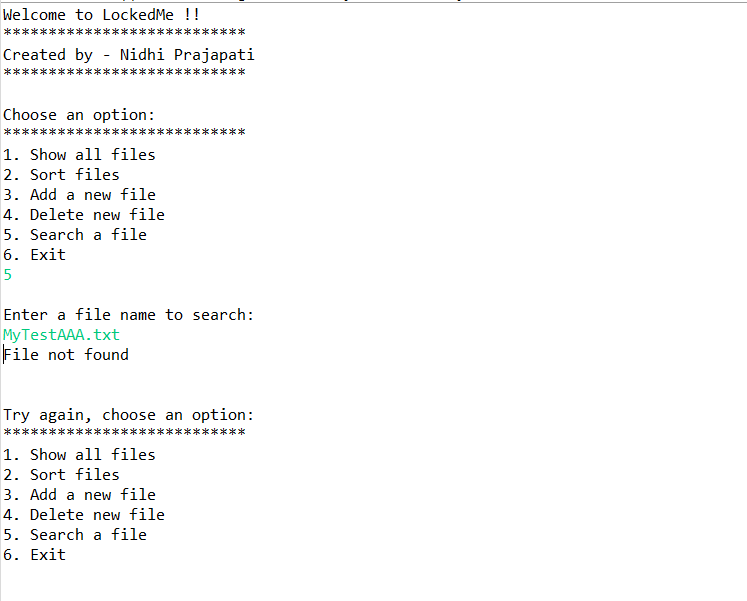 Welcome to LockedMe !!
***************************
Created by - Nidhi Prajapati
***************************
Choose an option:
***************************
1. Show all files
2. Sort files
3. Add a new file
4. Delete new file
5. Search a file
6. Exit
5
Enter a file name to search:
MyTestAAA.txt
File not found
Try again, choose an option:
***************************
1. Show all files
2. Sort files
3. Add a new file
4. Delete new file
5. Search a file
6. Exit